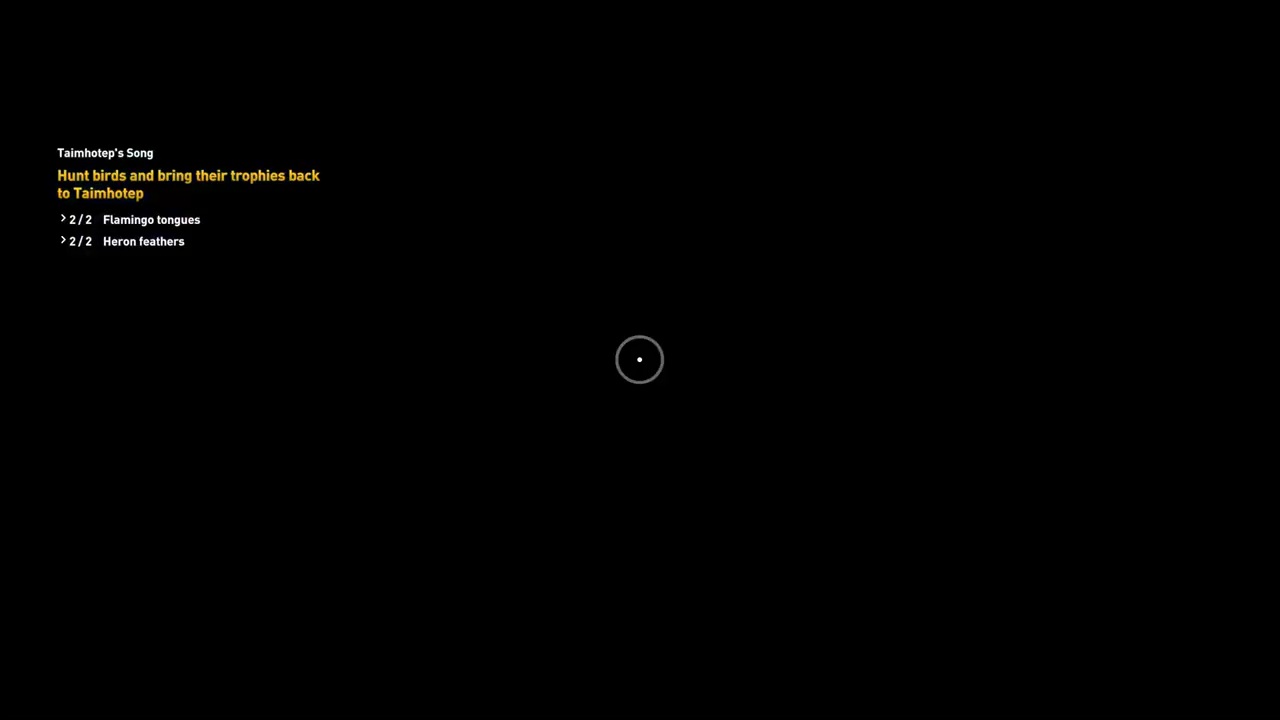 Taimhotep's Song
Hunt birds and bring their trophies back
to Taimhotep
> 2/2 Flamingo tongues
> 2/2 Heron feathers